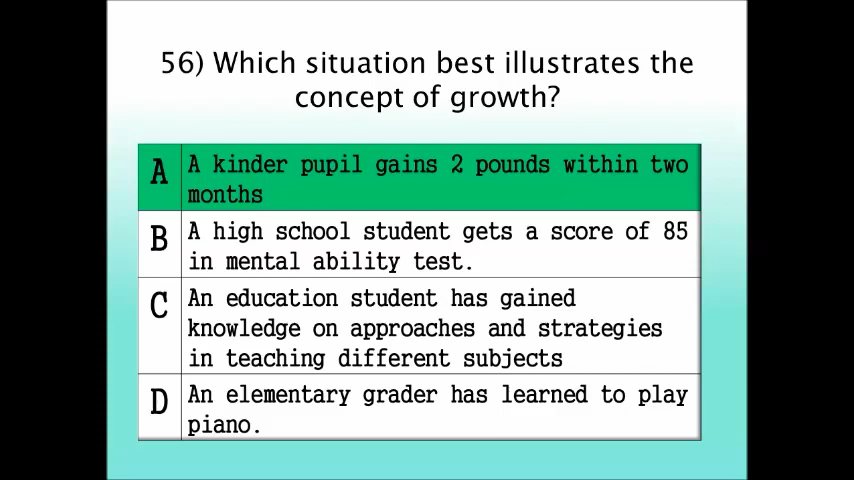 56) Which situation best illustrates the
concept of growth?
A
A kinder pupil gains 2 pounds within two
months
B
A high school student gets a score of 85
in mental ability test.
C
An education student has gained
knowledge on approaches and strategies
in teaching different subjects
D
An elementary grader has learned to play
piano.